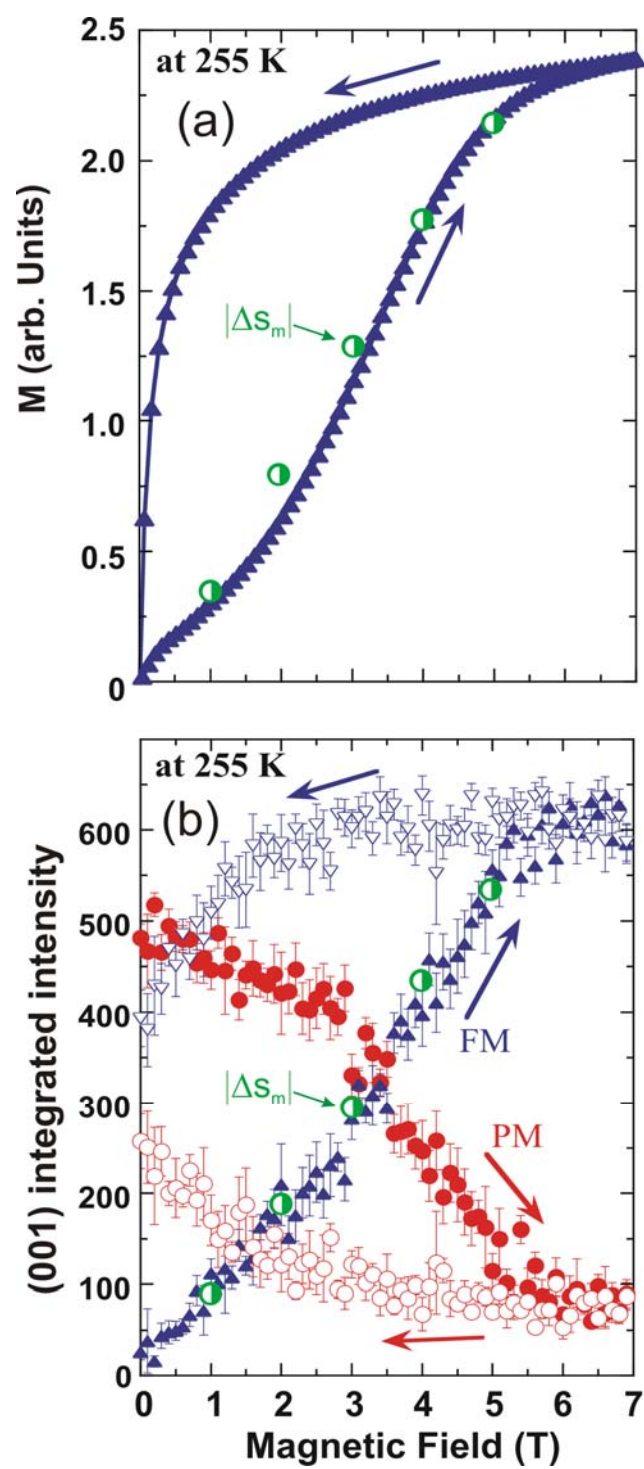 2.5
at 255 K
(a)
2.0
1.5
|Δs_m|
1.0
0.5
0
M (arb. Units)
at 255 K
(b)
600
500
400
FM
|Δs_m|
300
PM
200
100
0
(001) integrated intensity
0 1 2 3 4 5 6 7
Magnetic Field (T)